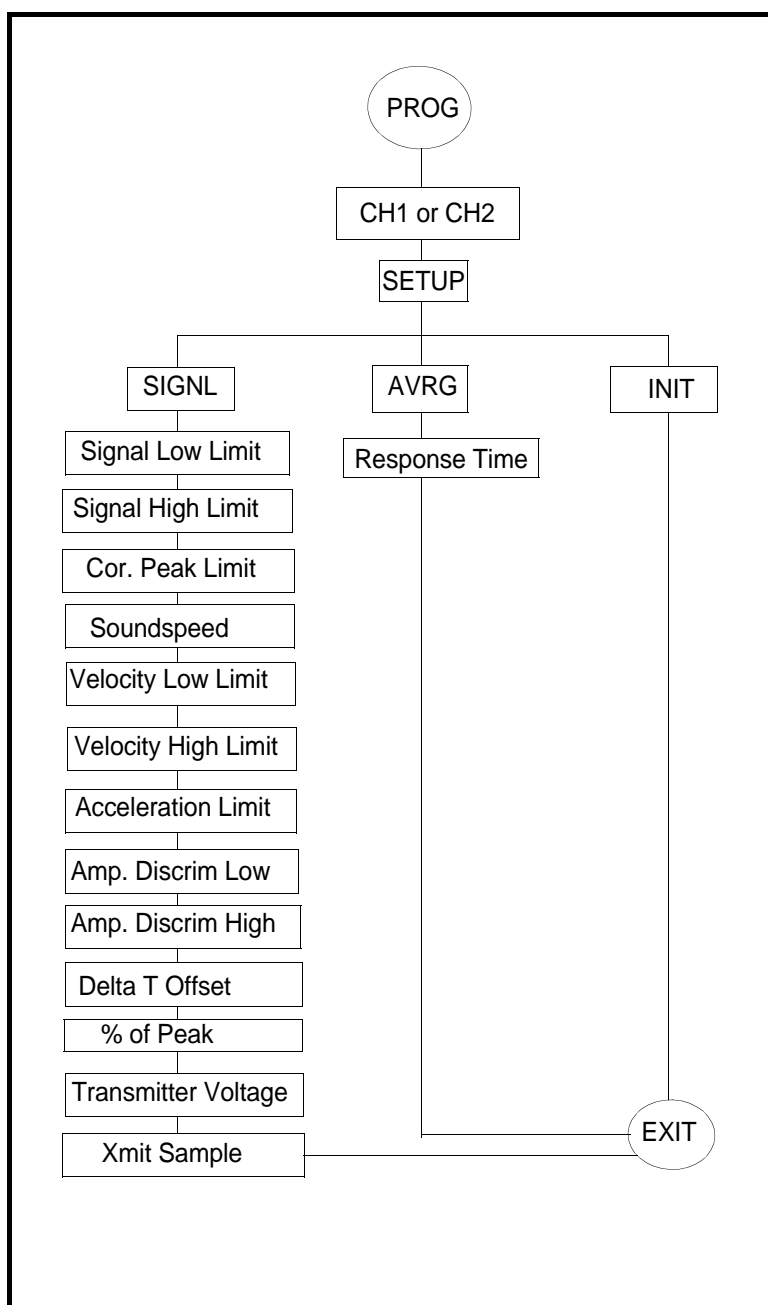 PROG
CH1 or CH2
SETUP
SIGNL
AVRG
INIT
Signal Low Limit
Response Time
Signal High Limit
Cor. Peak Limit
Soundspeed
Velocity Low Limit
Velocity High Limit
Acceleration Limit
Amp. Discrim Low
Amp. Discrim High
Delta T Offset
% of Peak
Transmitter Voltage
EXIT
Xmit Sample